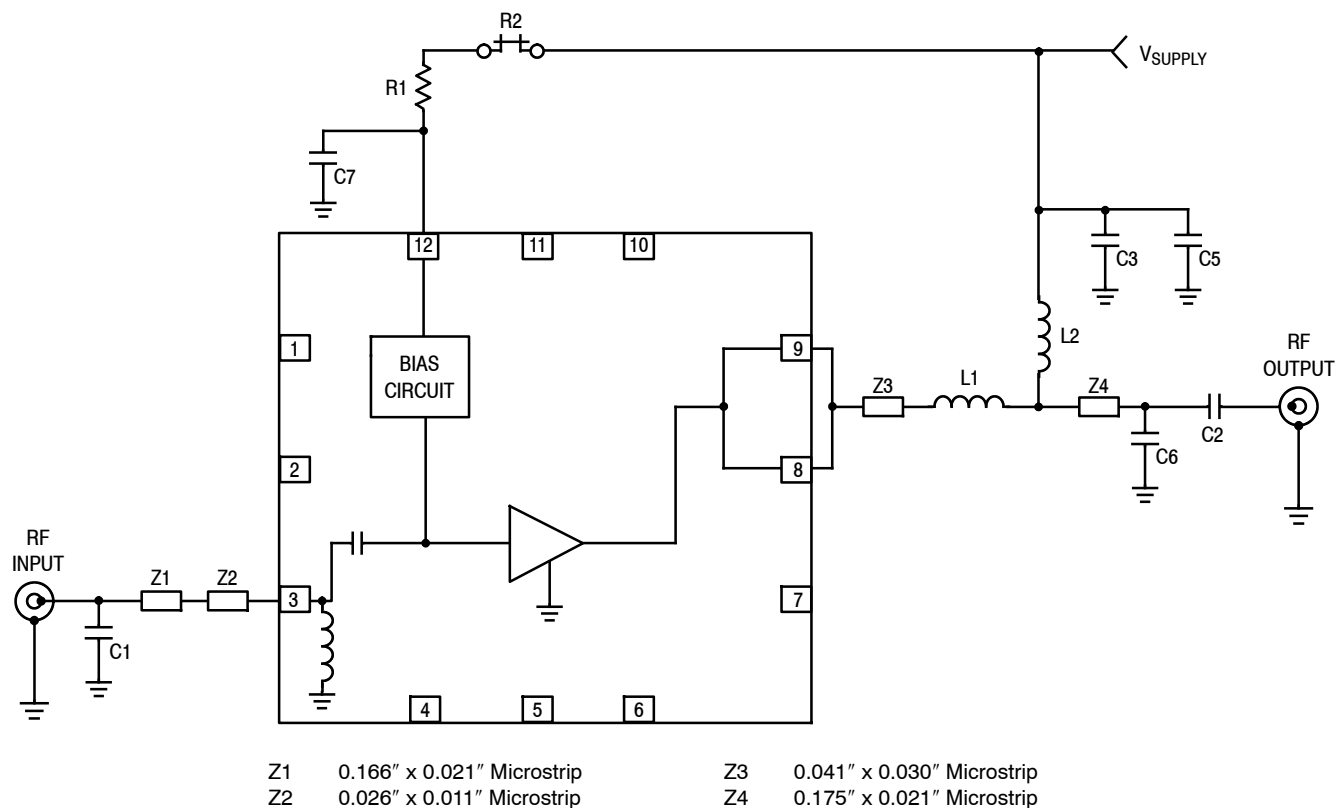 R2
VSUPPLY
R1
C7
12
11
10
C3
C5
1
BIAS
CIRCUIT
9
L2
RF
OUTPUT
Z3
L1
Z4
C2
2
8
C6
RF
INPUT
Z1
Z2
3
7
C1
4
5
6
Z1 0.166″ x 0.021″ Microstrip
Z2 0.026″ x 0.011″ Microstrip
Z3 0.041″ x 0.030″ Microstrip
Z4 0.175″ x 0.021″ Microstrip